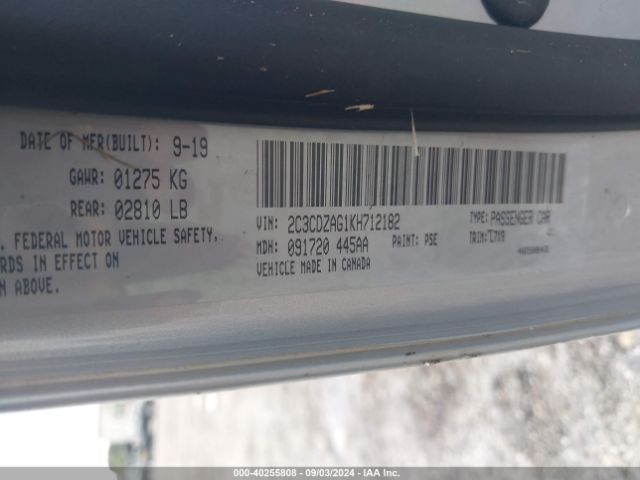 DATE OF MFR(BUILT): 9-19
GAWR: 01275 KG
REAR: 02810 LB
. FEDERAL MOTOR VEHICLE SAFETY.
RDS IN EFFECT ON
N ABOVE.
VIN: 2C3CDZAG1KH712182
TYPE: PASSENGER CAR
MDH: 091720 445AA PAINT: PSE TRIM:
VEHICLE MADE IN CANADA
000-40255808 - 09/03/2024 - IAA Inc.